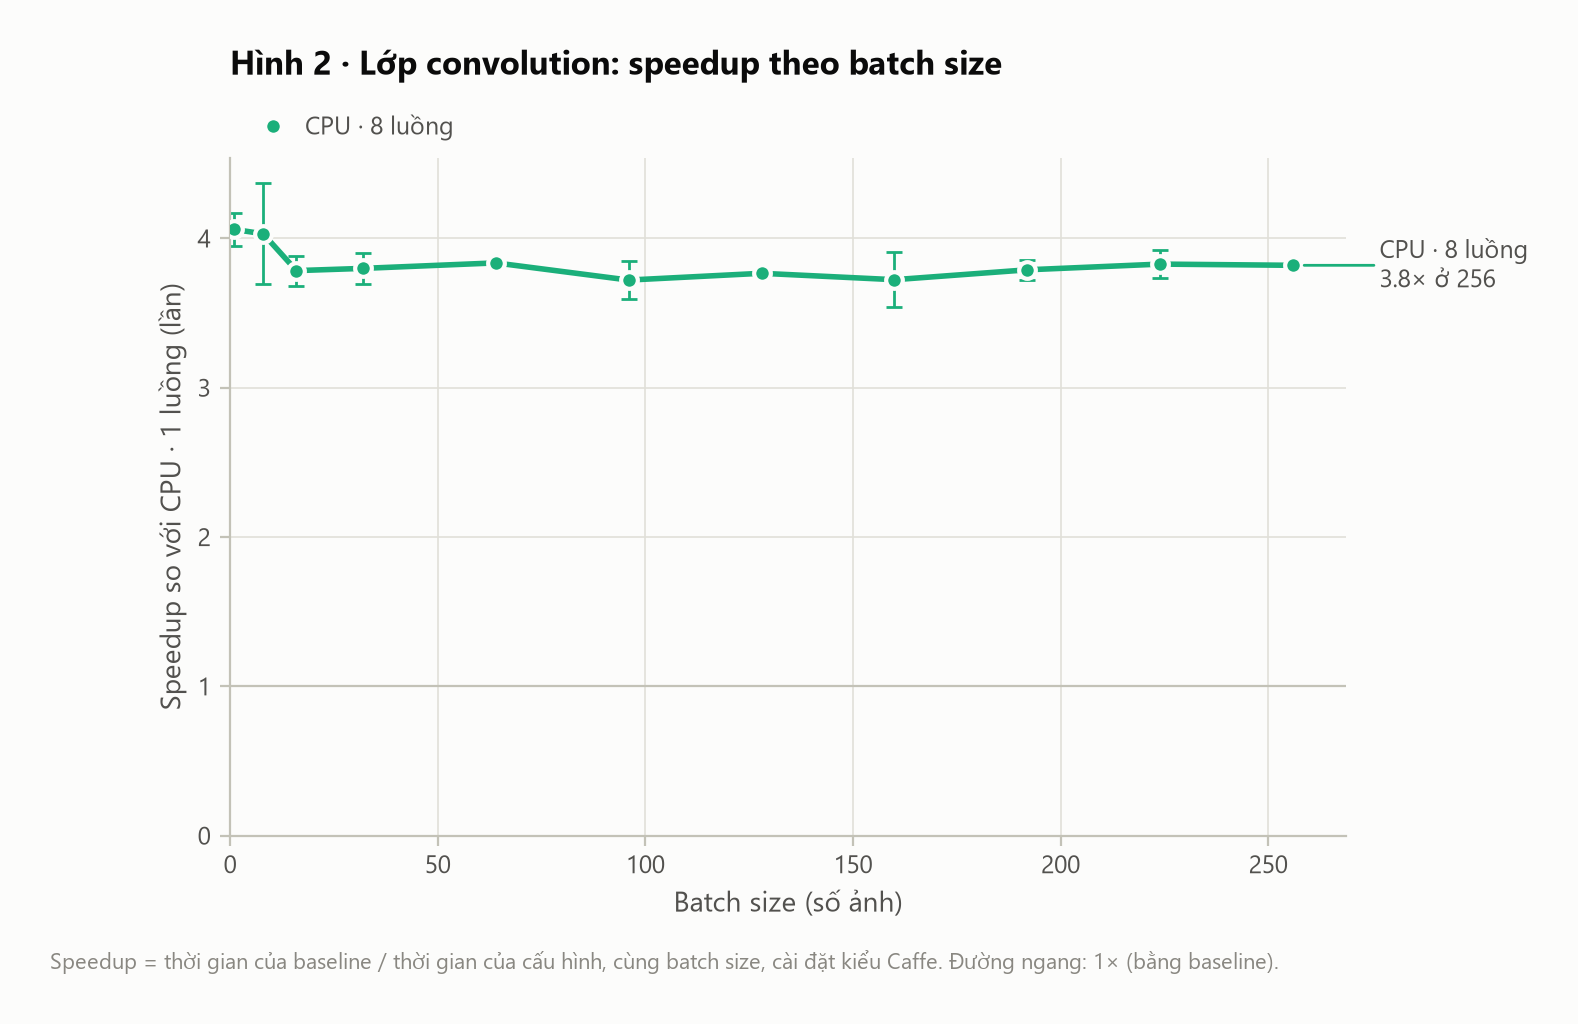 Hình 2 · Lớp convolution: speedup theo batch size
CPU · 8 luồng
Speedup so với CPU · 1 luồng (lần)
4
3
2
1
0
CPU · 8 luồng
3.8× ở 256
0 50 100 150 200 250
Batch size (số ảnh)
Speedup = thời gian của baseline / thời gian của cấu hình, cùng batch size, cài đặt kiểu Caffe. Đường ngang: 1× (bằng baseline).